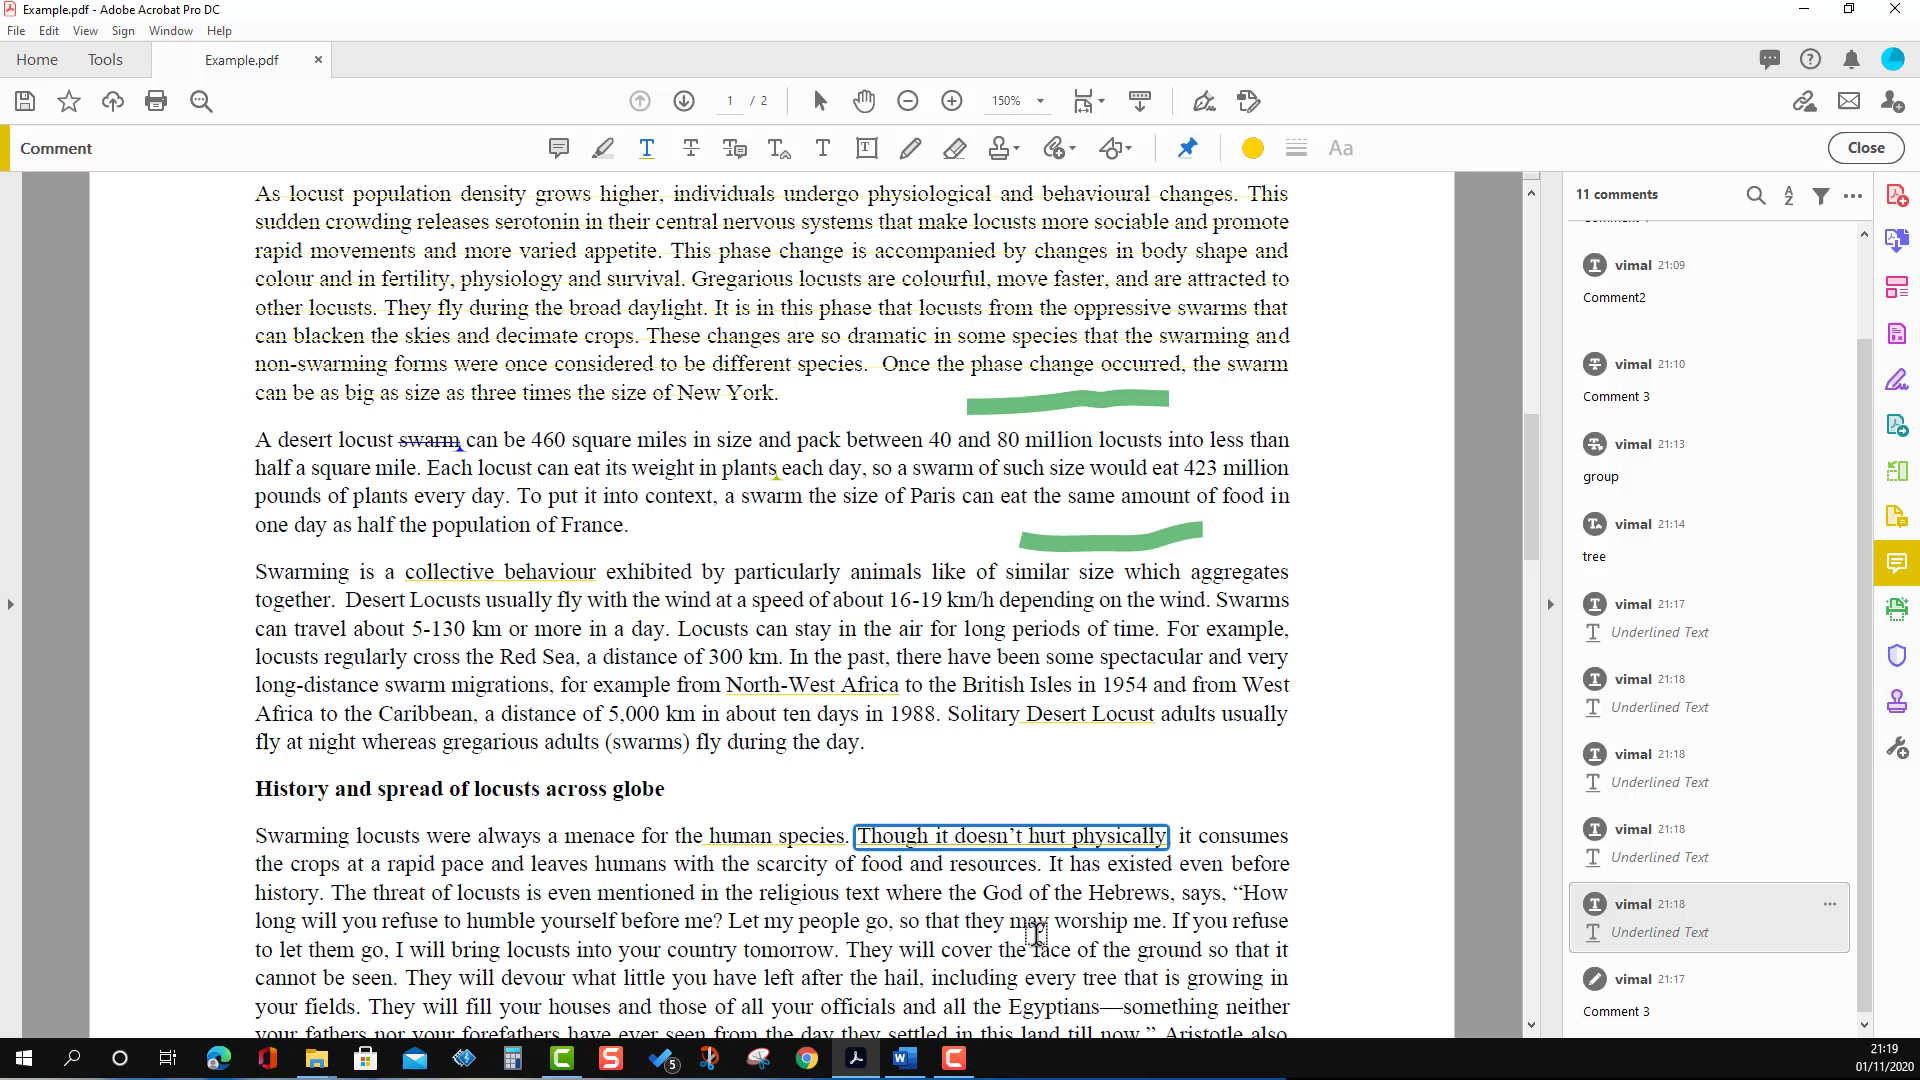 Example.pdf - Adobe Acrobat Pro DC
File Edit View Sign Window Help
Home Tools Example.pdf
1 / 2 150%
Comment Close
As locust population density grows higher, individuals undergo physiological and behavioural changes. This
sudden crowding releases serotonin in their central nervous systems that make locusts more sociable and promote
rapid movements and more varied appetite. This phase change is accompanied by changes in body shape and
colour and in fertility, physiology and survival. Gregarious locusts are colourful, move faster, and are attracted to
other locusts. They fly during the broad daylight. It is in this phase that locusts from the oppressive swarms that
can blacken the skies and decimate crops. These changes are so dramatic in some species that the swarming and
non-swarming forms were once considered to be different species.  Once the phase change occurred, the swarm
can be as big as size as three times the size of New York.
A desert locust swarm can be 460 square miles in size and pack between 40 and 80 million locusts into less than
half a square mile. Each locust can eat its weight in plants each day, so a swarm of such size would eat 423 million
pounds of plants every day. To put it into context, a swarm the size of Paris can eat the same amount of food in
one day as half the population of France.
Swarming is a collective behaviour exhibited by particularly animals like of similar size which aggregates
together.  Desert Locusts usually fly with the wind at a speed of about 16-19 km/h depending on the wind. Swarms
can travel about 5-130 km or more in a day. Locusts can stay in the air for long periods of time. For example,
locusts regularly cross the Red Sea, a distance of 300 km. In the past, there have been some spectacular and very
long-distance swarm migrations, for example from North-West Africa to the British Isles in 1954 and from West
Africa to the Caribbean, a distance of 5,000 km in about ten days in 1988. Solitary Desert Locust adults usually
fly at night whereas gregarious adults (swarms) fly during the day.
History and spread of locusts across globe
Swarming locusts were always a menace for the human species. Though it doesn’t hurt physically, it consumes
the crops at a rapid pace and leaves humans with the scarcity of food and resources. It has existed even before
history. The threat of locusts is even mentioned in the religious text where the God of the Hebrews, says, “How
long will you refuse to humble yourself before me? Let my people go, so that they may worship me. If you refuse
to let them go, I will bring locusts into your country tomorrow. They will cover the face of the ground so that it
cannot be seen. They will devour what little you have left after the hail, including every tree that is growing in
your fields. They will fill your houses and those of all your officials and all the Egyptians—something neither
your fathers nor your forefathers have ever seen from the day they settled in this land till now.” Aristotle also
11 comments
vimal 21:09
Comment2
vimal 21:10
Comment 3
vimal 21:13
group
vimal 21:14
tree
vimal 21:17
Underlined Text
vimal 21:18
Underlined Text
vimal 21:18
Underlined Text
vimal 21:18
Underlined Text
vimal 21:18
Underlined Text
vimal 21:17
Comment 3
5
21:19
01/11/2020